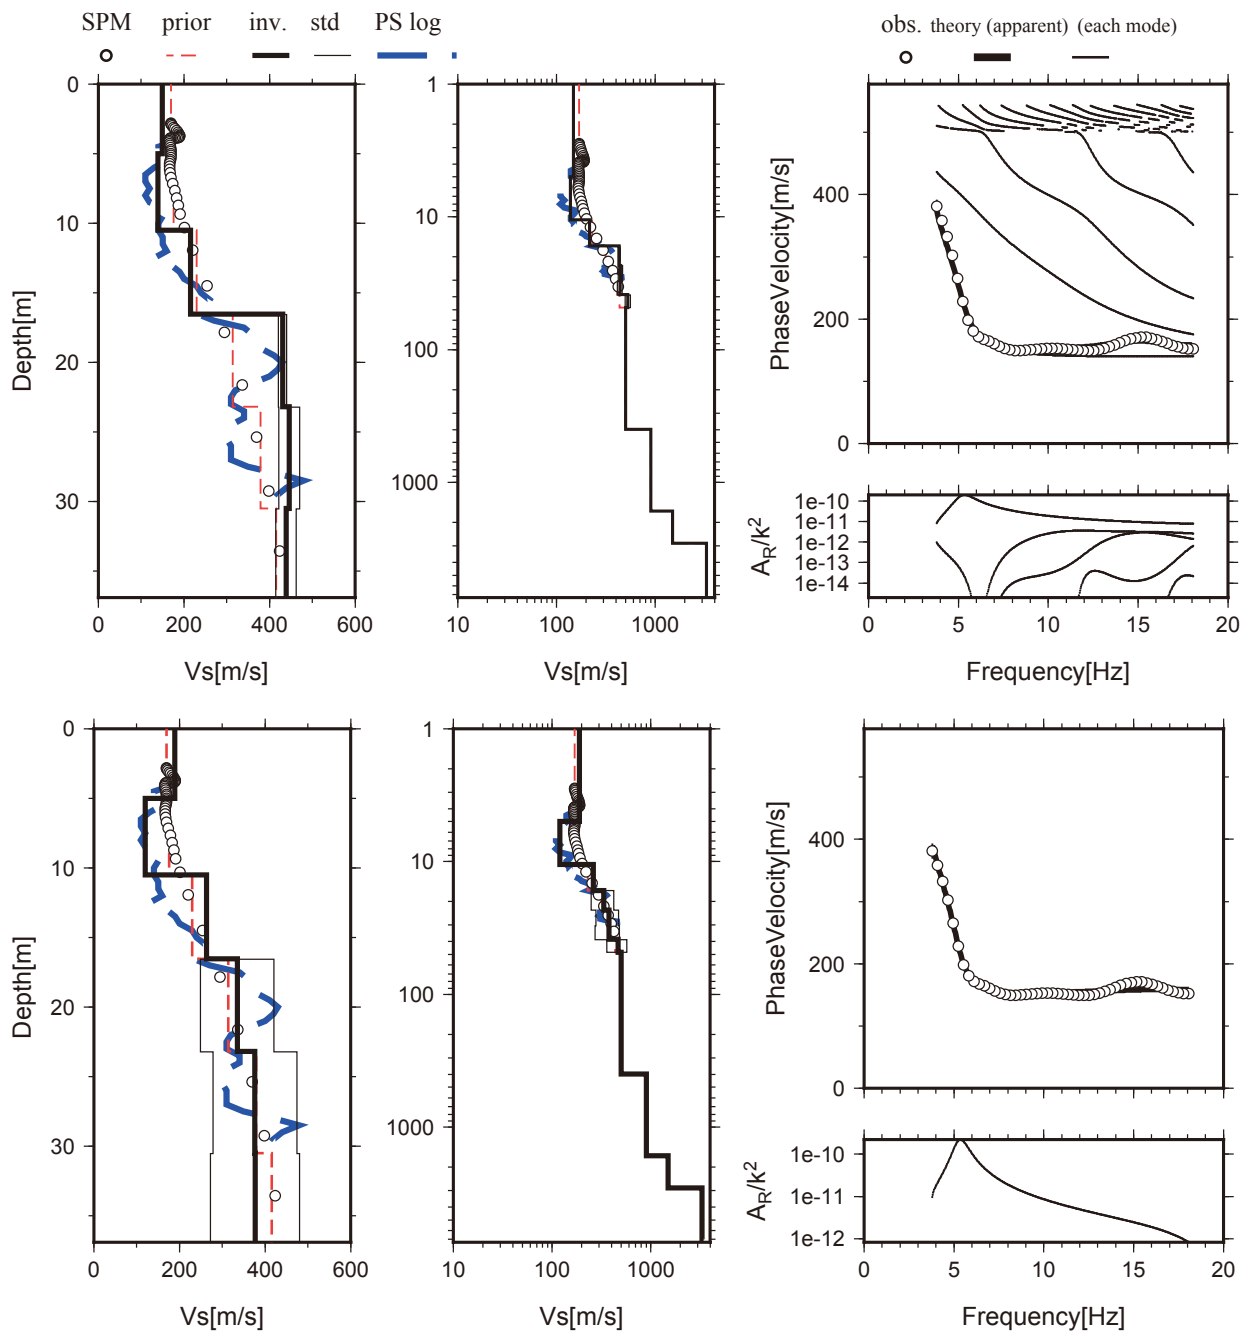 SPM prior inv. std PS log
obs. theory (apparent) (each mode)
0
10
20
30
Depth[m]
0 200 400 600
Vs[m/s]
1
10
100
1000
10 100 1000
Vs[m/s]
400
200
0
PhaseVelocity[m/s]
1e-10
1e-11
1e-12
1e-13
1e-14
AR/k2
0 5 10 15 20
Frequency[Hz]
0
10
20
30
Depth[m]
0 200 400 600
Vs[m/s]
1
10
100
1000
10 100 1000
Vs[m/s]
400
200
0
PhaseVelocity[m/s]
1e-10
1e-11
1e-12
AR/k2
0 5 10 15 20
Frequency[Hz]